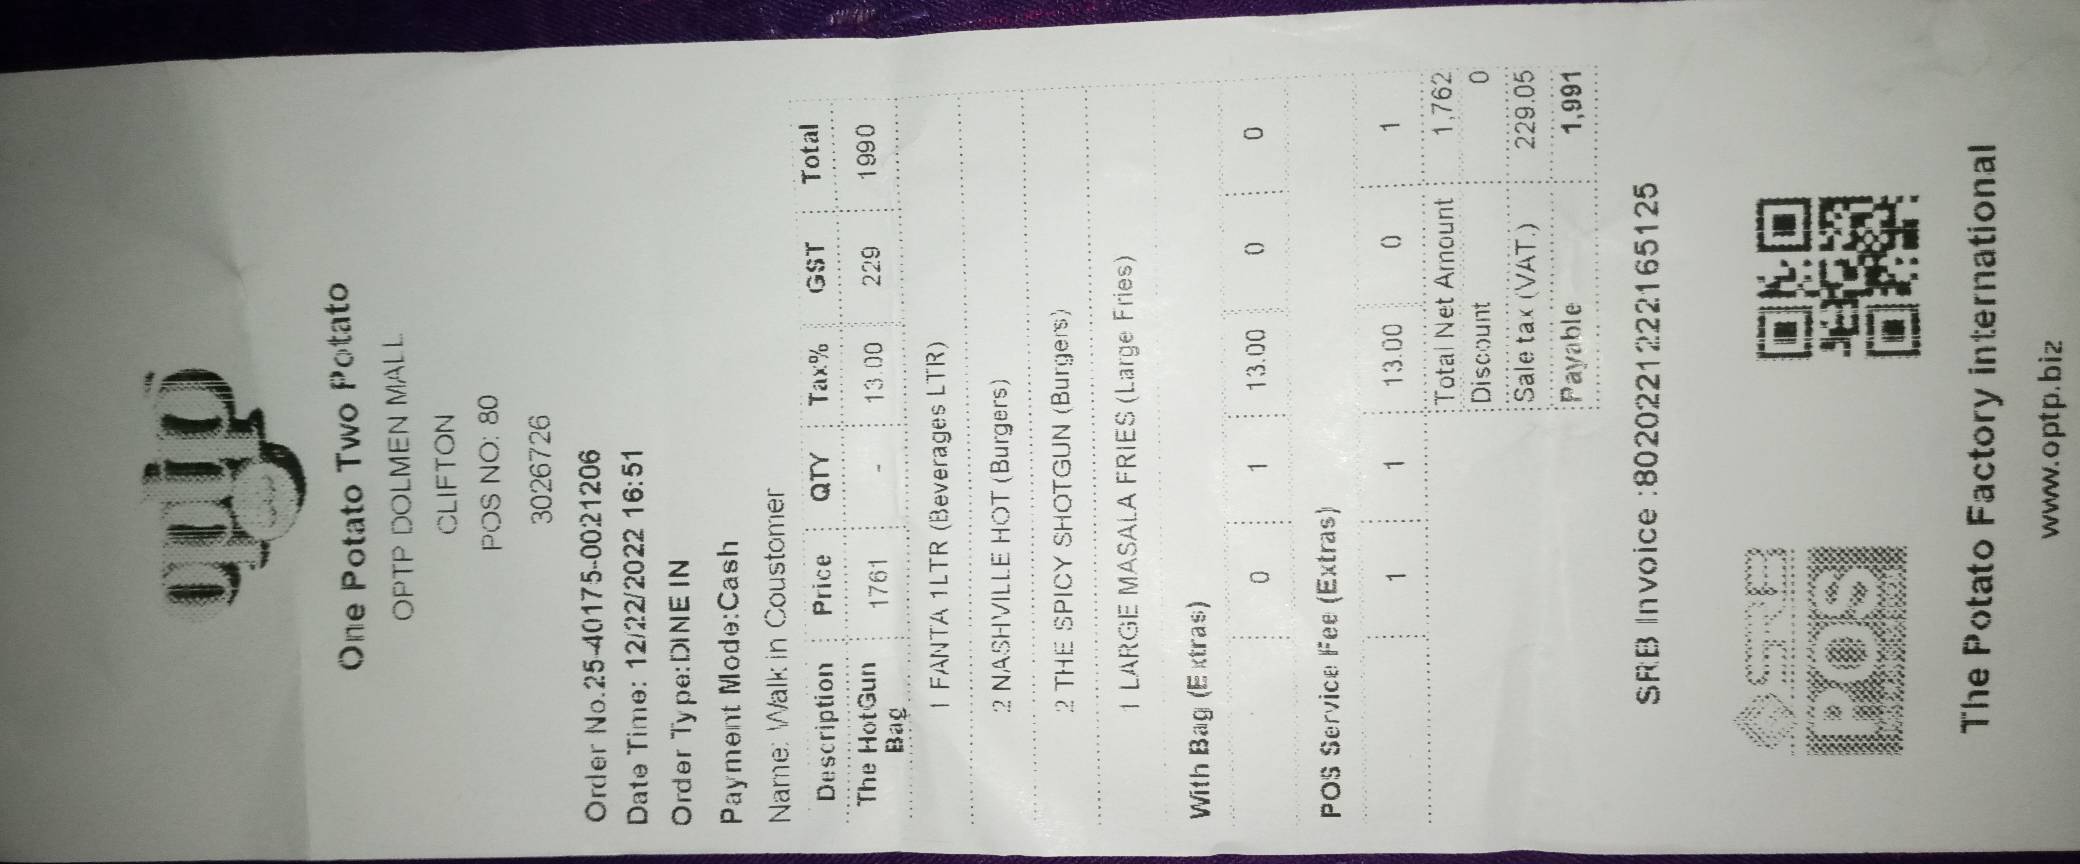 optp
One Potato Two Potato
OPTP DOLMEN MALL
CLIFTON
POS NO: 80
3026726
Order No.25-40175-0021206
Date Time: 12/22/2022 16:51
Order Type:DINE IN
Payment Mode:Cash
Name: Walk in Coustomer
Description Price QTY Tax% GST Total
The HotGun Bag 1761 - 13.00 229 1990
1 FANTA 1LTR (Beverages LTR)
2 NASHVILLE HOT (Burgers)
2 THE SPICY SHOTGUN (Burgers)
1 LARGE MASALA FRIES (Large Fries)
With Bag (Extras)
0 1 13.00 0 0
POS Service Fee (Extras)
1 1 13.00 0 1
Total Net Amount 1,762
Discount 0
Sale tax (VAT ) 229.05
Payable 1,991
SRB Invoice :80202212222165125
SRB
POS
The Potato Factory international
www.optp.biz